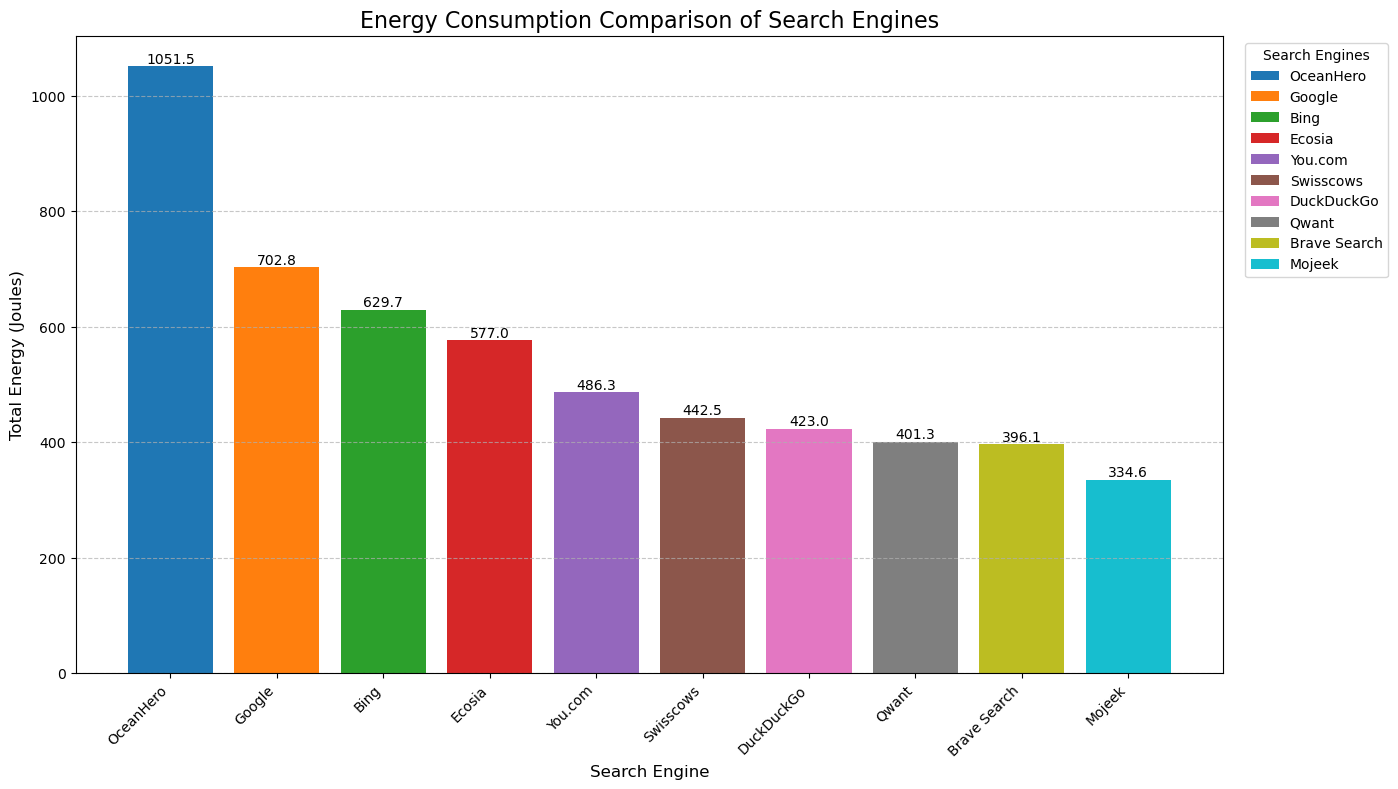 Energy Consumption Comparison of Search Engines
Total Energy (Joules)
1000
800
600
400
200
0
1051.5
702.8
629.7
577.0
486.3
442.5
423.0
401.3
396.1
334.6
OceanHero
Google
Bing
Ecosia
You.com
Swisscows
DuckDuckGo
Qwant
Brave Search
Mojeek
Search Engine
Search Engines
OceanHero
Google
Bing
Ecosia
You.com
Swisscows
DuckDuckGo
Qwant
Brave Search
Mojeek